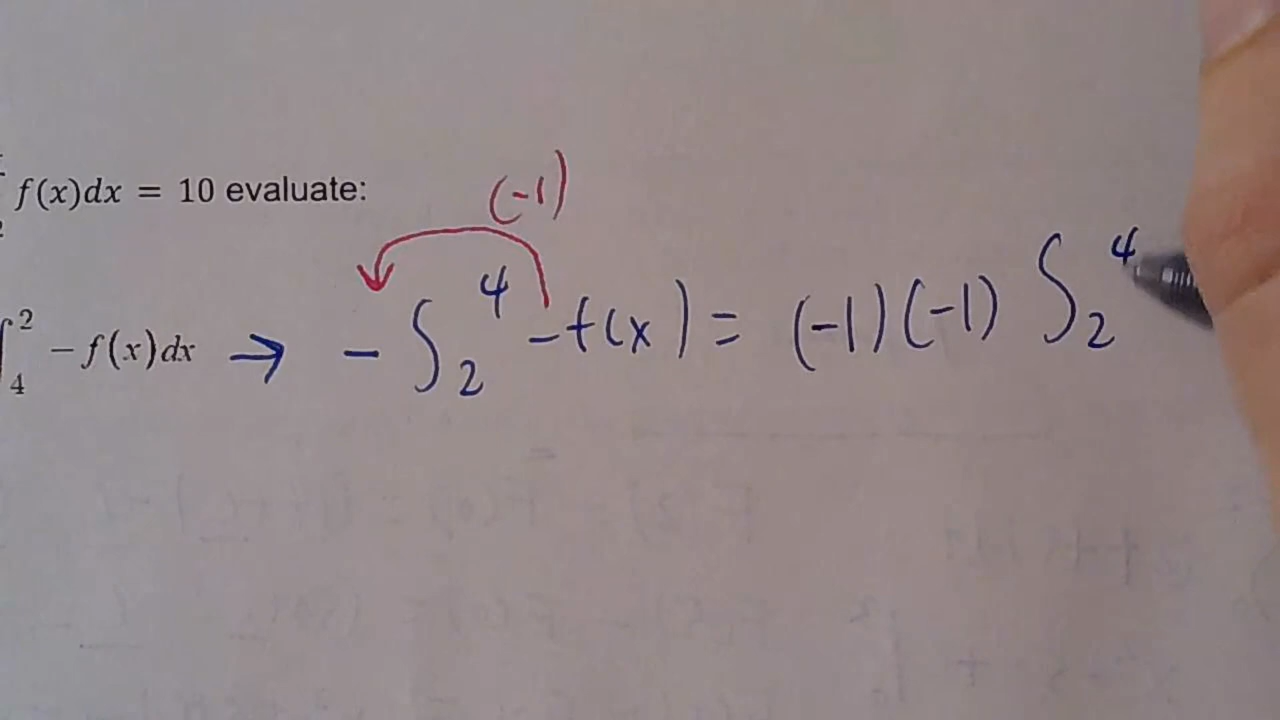 f(x)dx = 10 evaluate:
(-1)
∫₄² − f(x)dx → - ∫₂⁴ -f(x) = (-1)(-1) ∫₂⁴